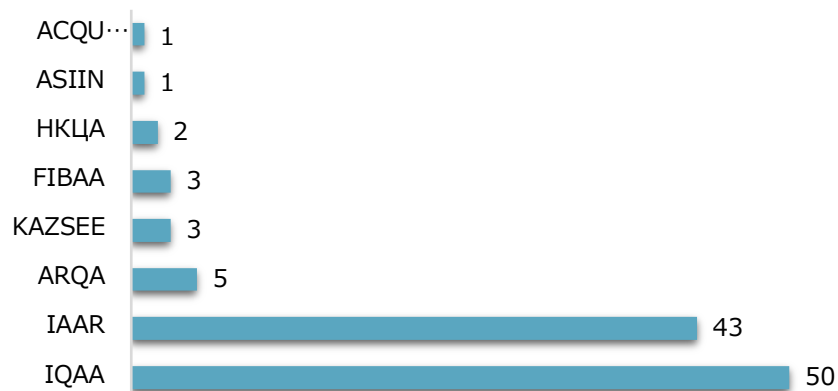 ACQU… 1
ASIIN 1
НКЦА 2
FIBAA 3
KAZSEE 3
ARQA 5
IAAR 43
IQAA 50